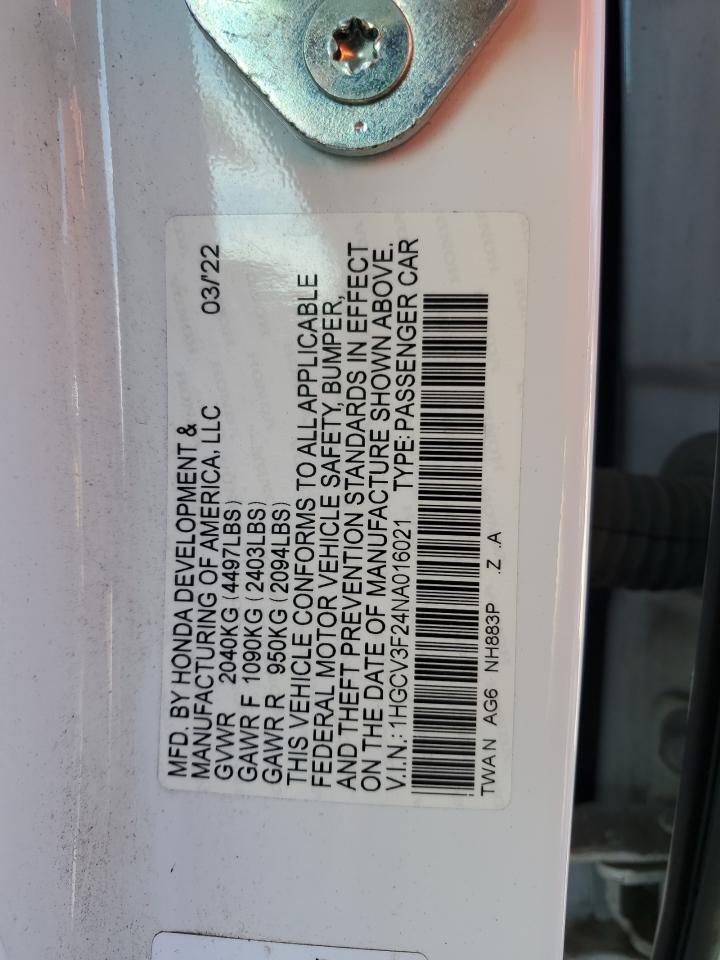 MFD. BY HONDA DEVELOPMENT &
MANUFACTURING OF AMERICA, LLC 03/'22
GVWR 2040KG (4497LBS)
GAWR F 1090KG (2403LBS)
GAWR R 950KG (2094LBS)
THIS VEHICLE CONFORMS TO ALL APPLICABLE
FEDERAL MOTOR VEHICLE SAFETY, BUMPER,
AND THEFT PREVENTION STANDARDS IN EFFECT
ON THE DATE OF MANUFACTURE SHOWN ABOVE.
V.I.N.: 1HGCV3F24NA016021 TYPE: PASSENGER CAR
TWA N AG6 NH883P .Z .A